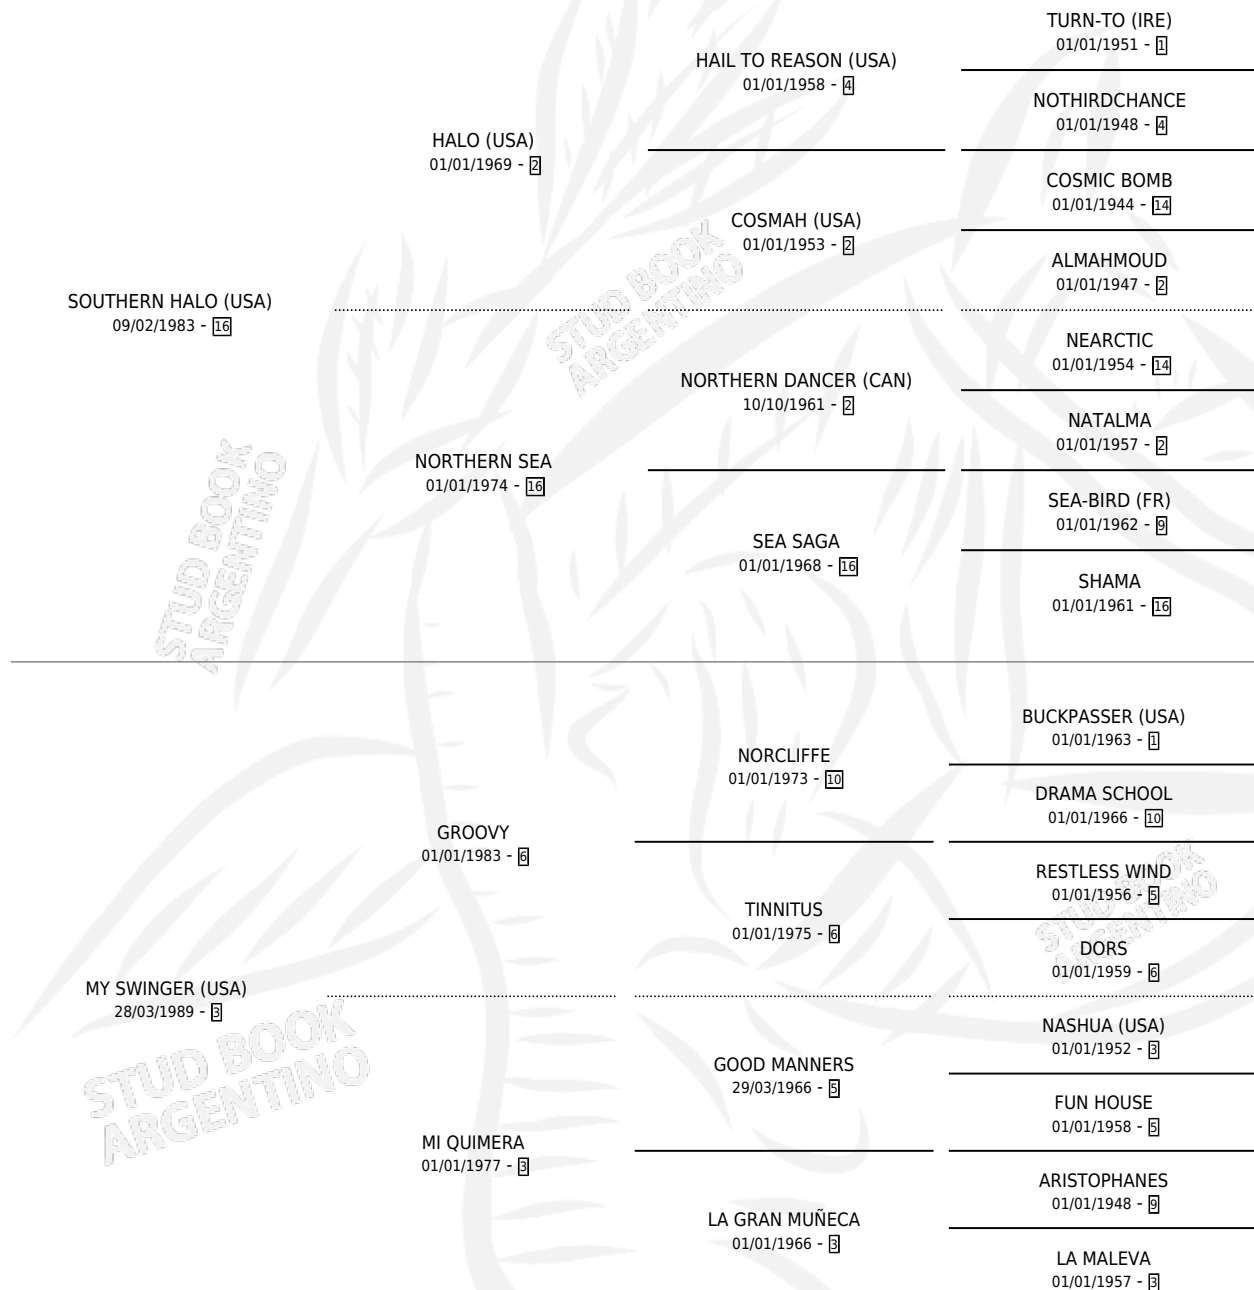 TURN-TO (IRE)
01/01/1951 - 1
HAIL TO REASON (USA)
01/01/1958 - 4
NOTHIRDCHANCE
01/01/1948 - 4
HALO (USA)
01/01/1969 - 2
COSMIC BOMB
01/01/1944 - 14
COSMAH (USA)
01/01/1953 - 2
ALMAHMOUD
01/01/1947 - 2
SOUTHERN HALO (USA)
09/02/1983 - 16
NEARCTIC
01/01/1954 - 14
NORTHERN DANCER (CAN)
10/10/1961 - 2
NATALMA
01/01/1957 - 2
NORTHERN SEA
01/01/1974 - 16
SEA-BIRD (FR)
01/01/1962 - 9
SEA SAGA
01/01/1968 - 16
SHAMA
01/01/1961 - 16
BUCKPASSER (USA)
01/01/1963 - 1
NORCLIFFE
01/01/1973 - 10
DRAMA SCHOOL
01/01/1966 - 10
GROOVY
01/01/1983 - 6
RESTLESS WIND
01/01/1956 - 5
TINNITUS
01/01/1975 - 6
DORS
01/01/1959 - 6
MY SWINGER (USA)
28/03/1989 - 3
NASHUA (USA)
01/01/1952 - 3
GOOD MANNERS
29/03/1966 - 5
FUN HOUSE
01/01/1958 - 5
MI QUIMERA
01/01/1977 - 3
ARISTOPHANES
01/01/1948 - 9
LA GRAN MUÑECA
01/01/1966 - 3
LA MALEVA
01/01/1957 - 3
STUD BOOK
ARGENTINO
STUD BOOK
ARGENTINO
STUD BOOK
ARGENTINO
STUD BOOK
ARGENTINO